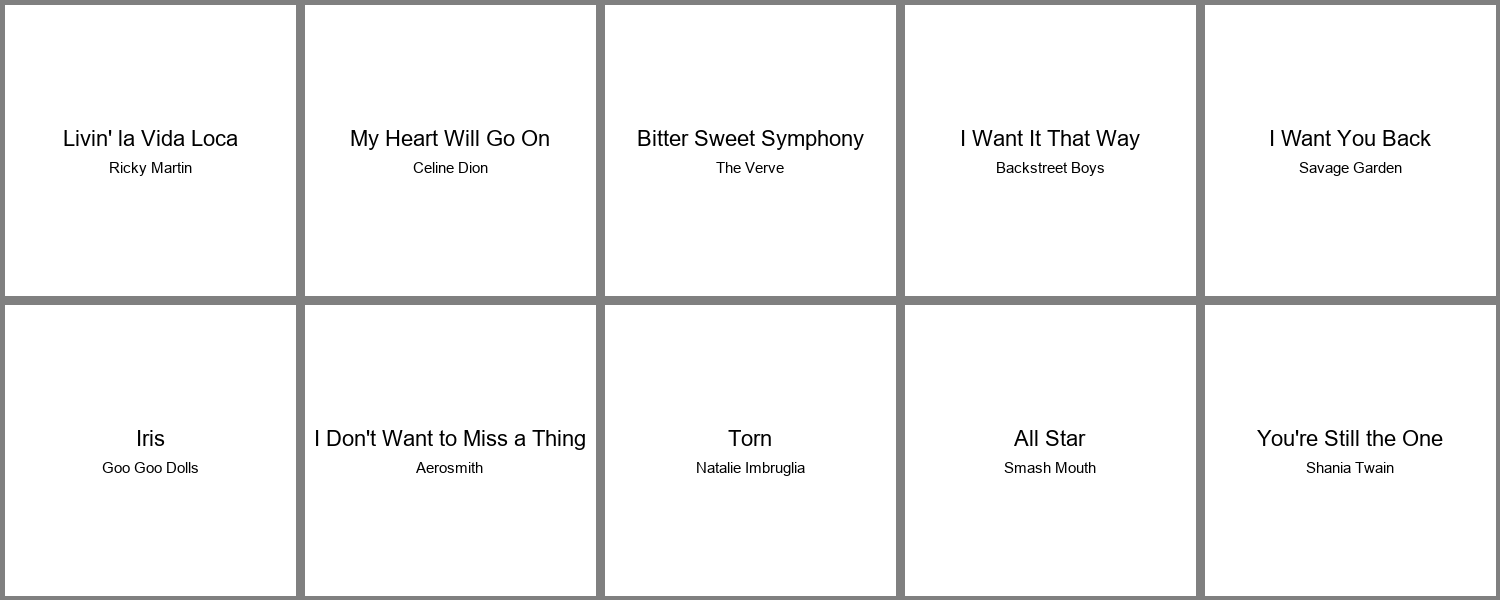 Livin' la Vida Loca
Ricky Martin
My Heart Will Go On
Celine Dion
Bitter Sweet Symphony
The Verve
I Want It That Way
Backstreet Boys
I Want You Back
Savage Garden
Iris
Goo Goo Dolls
I Don't Want to Miss a Thing
Aerosmith
Torn
Natalie Imbruglia
All Star
Smash Mouth
You're Still the One
Shania Twain